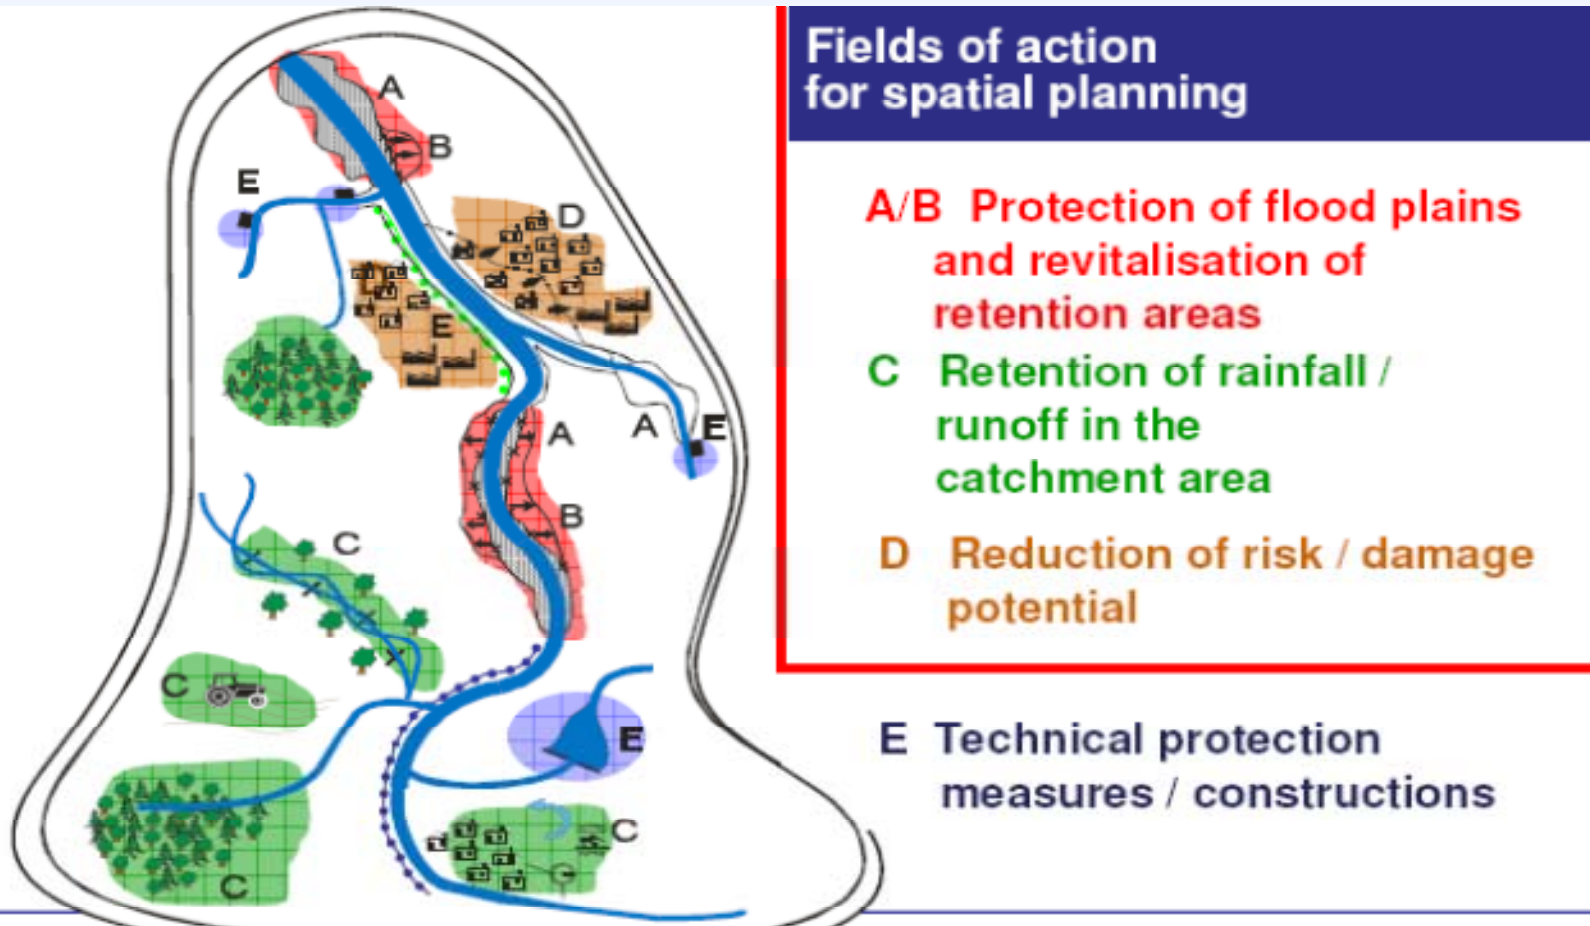 Fields of action
for spatial planning
A/B Protection of flood plains
and revitalisation of
retention areas
C Retention of rainfall /
runoff in the
catchment area
D Reduction of risk / damage
potential
E Technical protection
measures / constructions
A
B
E
D
E
A
A
E
B
C
C
E
C
C